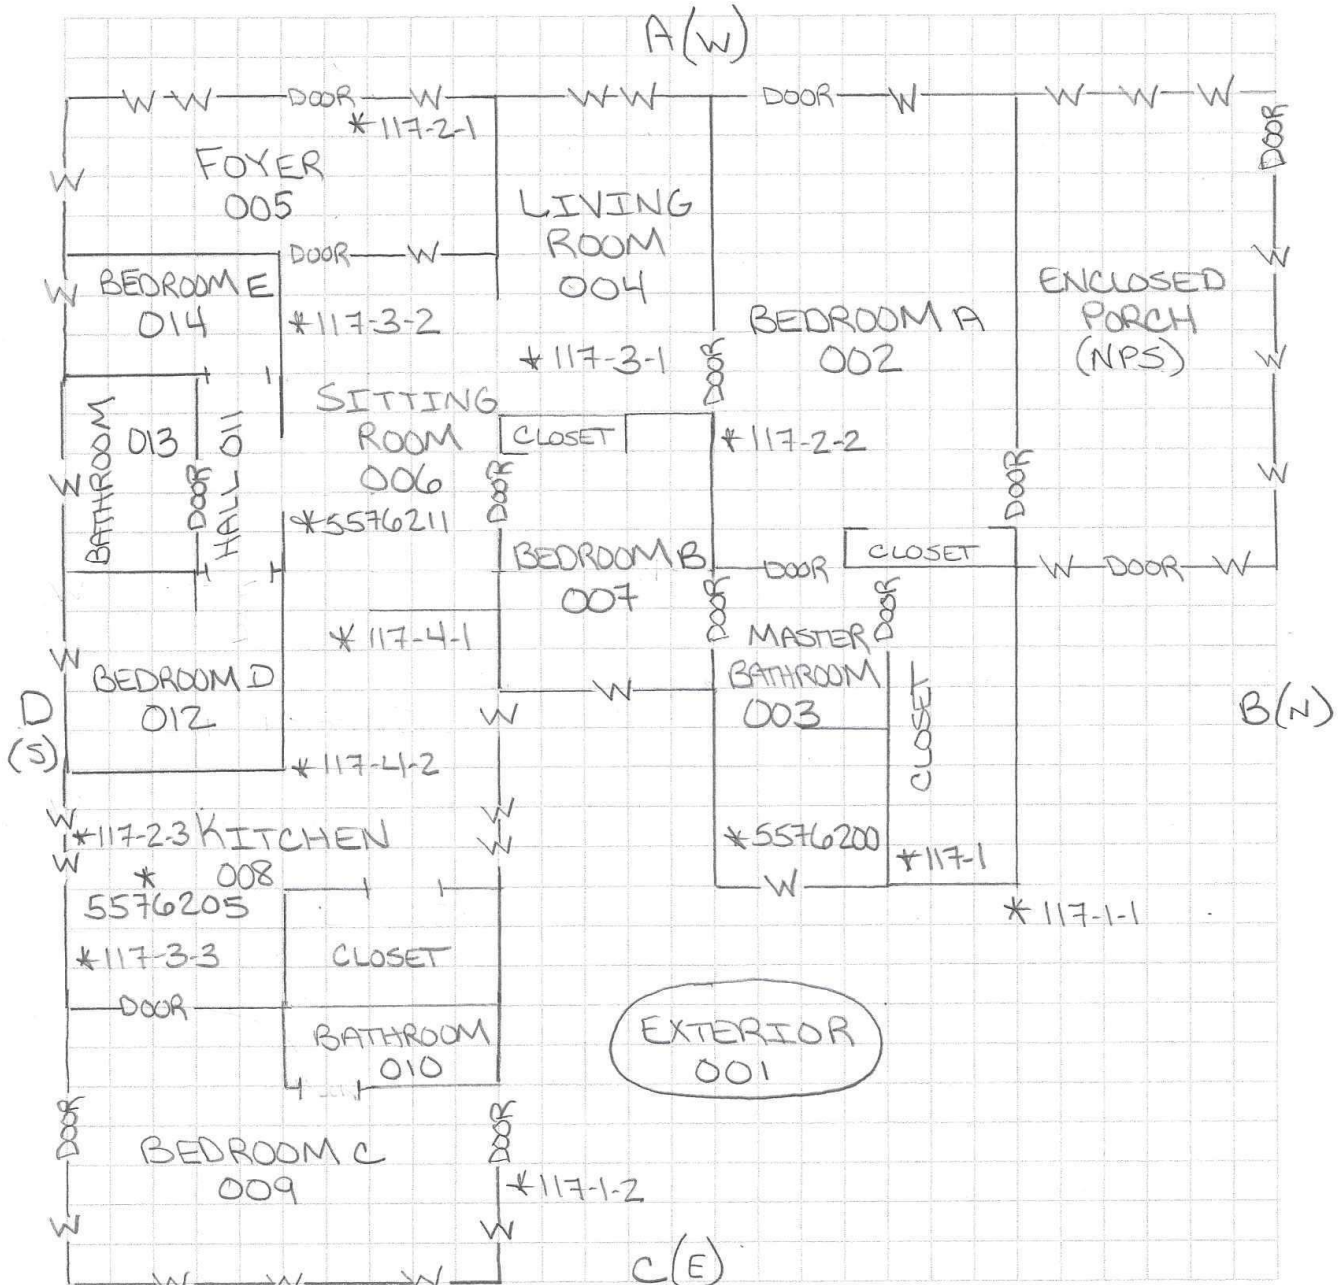 A (W)
W W DOOR W W W DOOR W W W W
*117-2-1
DOOR
FOYER
005
W
LIVING
ROOM
004
DOOR W
W
W
BEDROOM E
014
*117-3-2
BEDROOM A
002
ENCLOSED
PORCH
(NPS)
*117-3-1
DOOR
W
BATHROOM
013
DOOR
HALL 011
SITTING
ROOM
006
CLOSET
*117-2-2
W
W
DOOR
DOOR
*5576211
BEDROOM B
007
DOOR
CLOSET
W DOOR W
*117-4-1
DOOR
MASTER
BATHROOM
003
DOOR
W
BEDROOM D
012
W
W
CLOSET
D
(S)
B (N)
*117-4-2
W
*117-2-3 KITCHEN
008
W
W
W
*
5576205
*5576200
*117-1
W
*117-1-1
*117-3-3
CLOSET
DOOR
BATHROOM
010
EXTERIOR
001
DOOR
BEDROOM C
009
DOOR
*117-1-2
W
W
W W W
C (E)